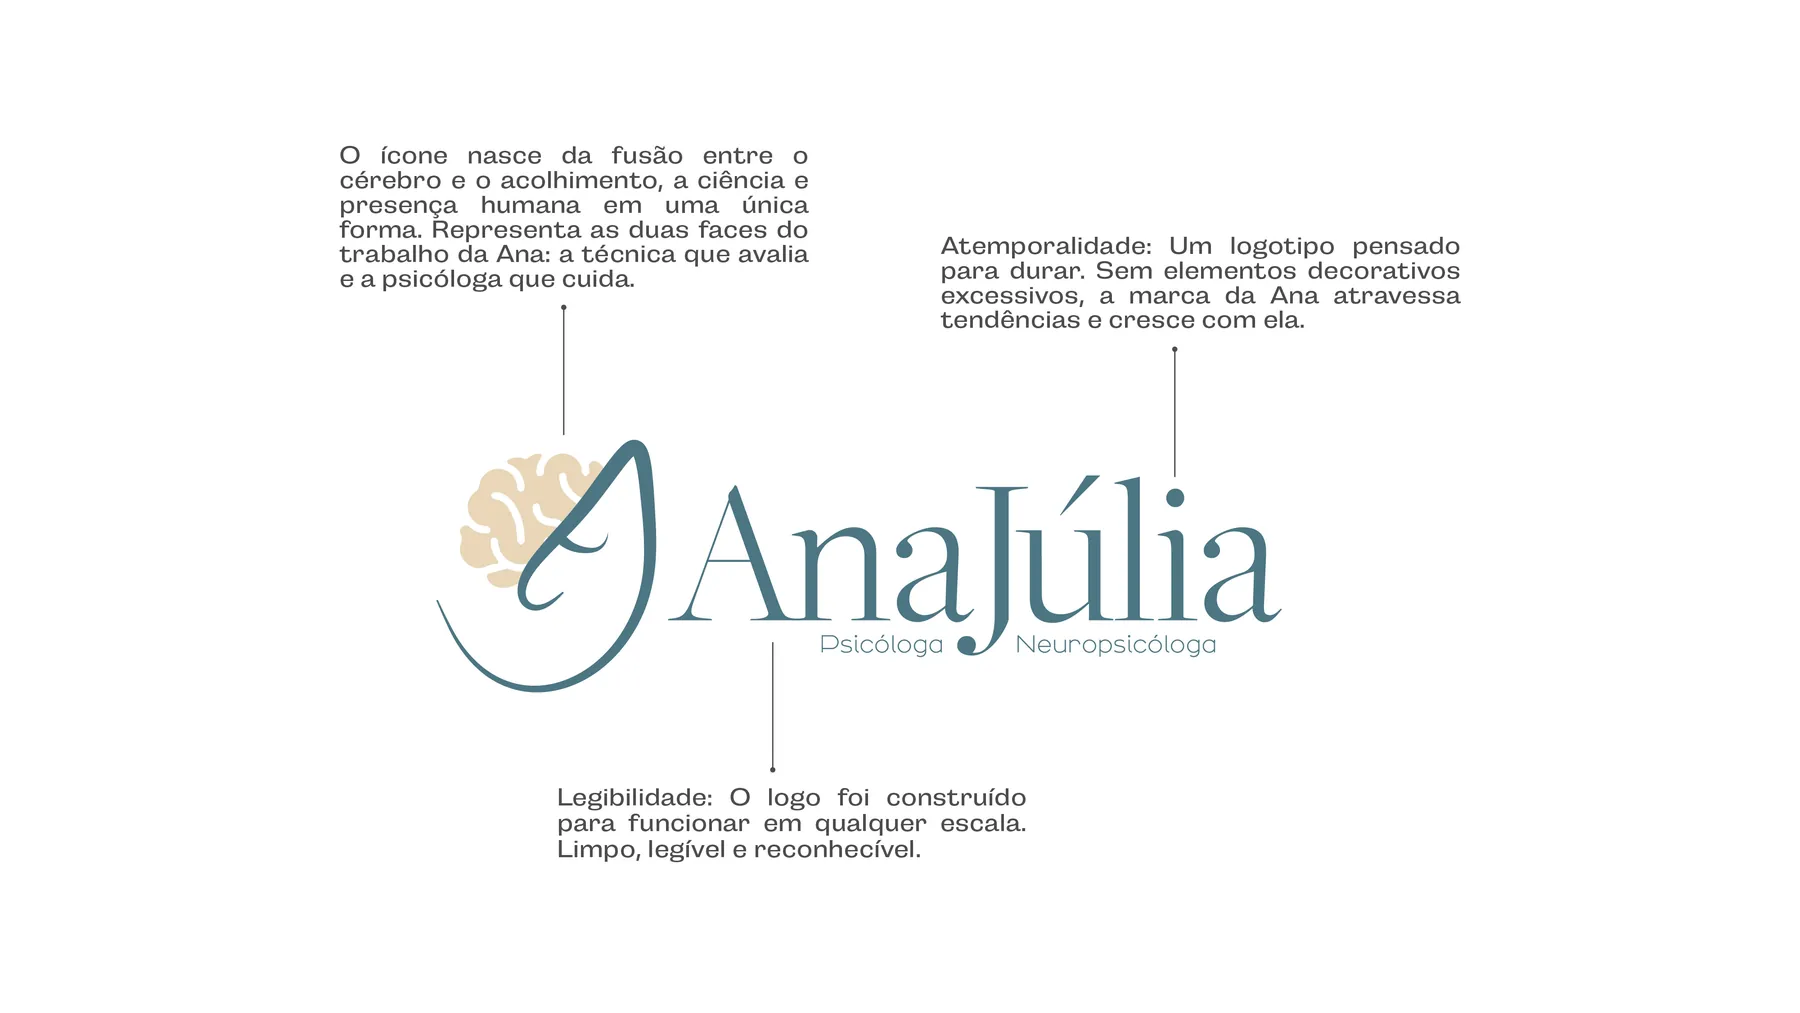 O ícone nasce da fusão entre o
cérebro e o acolhimento, a ciência e
presença humana em uma única
forma. Representa as duas faces do
trabalho da Ana: a técnica que avalia
e a psicóloga que cuida.
Atemporalidade: Um logotipo pensado
para durar. Sem elementos decorativos
excessivos, a marca da Ana atravessa
tendências e cresce com ela.
AnaJúlia
Psicóloga Neuropsicóloga
Legibilidade: O logo foi construído
para funcionar em qualquer escala.
Limpo, legível e reconhecível.